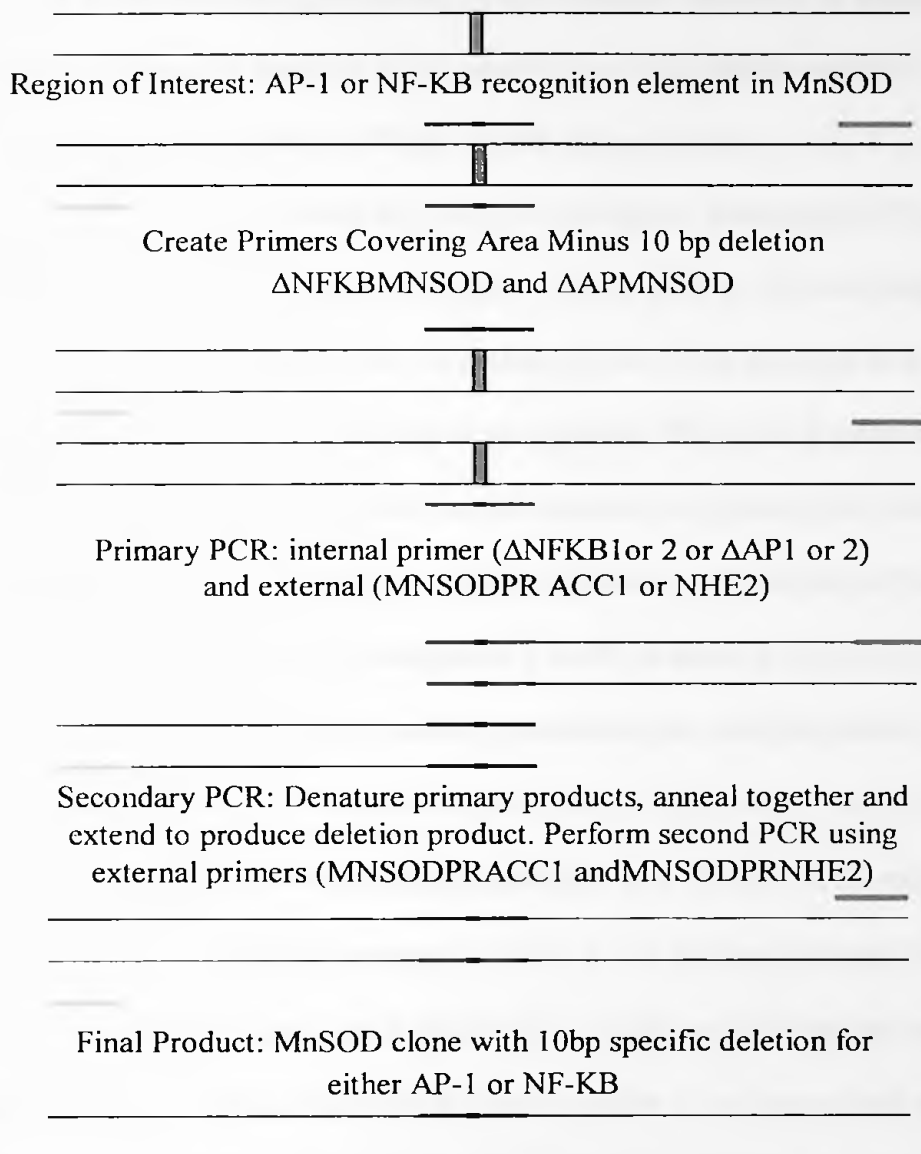 Region of Interest: AP-1 or NF-KB recognition element in MnSOD
Create Primers Covering Area Minus 10 bp deletion
ΔNFKBMNSOD and ΔAPMNSOD
Primary PCR: internal primer (ΔNFKB1or 2 or ΔAP1 or 2)
and external (MNSODPR ACC1 or NHE2)
Secondary PCR: Denature primary products, anneal together and
extend to produce deletion product. Perform second PCR using
external primers (MNSODPRACC1 andMNSODPRNHE2)
Final Product: MnSOD clone with 10bp specific deletion for
either AP-1 or NF-KB